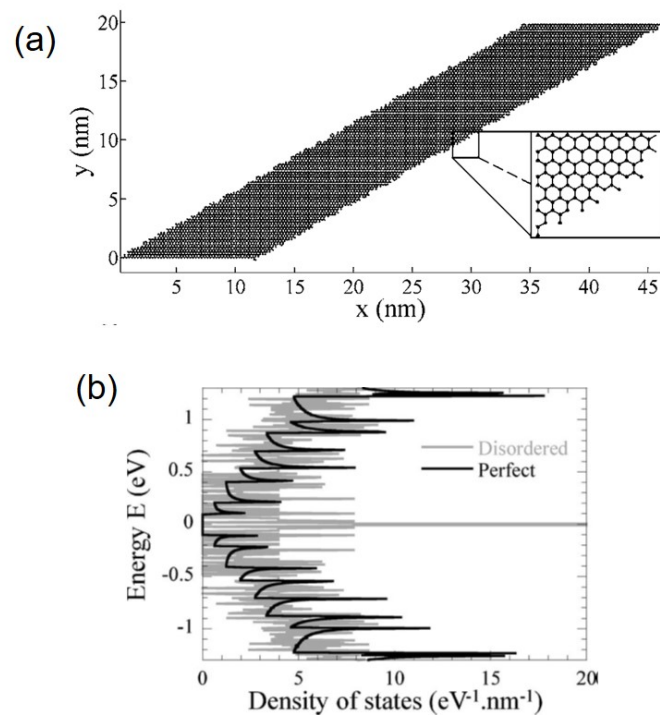 (a)
20
15
10
5
0
y (nm)
5 10 15 20 25 30 35 40 45
x (nm)
(b)
1
0.5
0
-0.5
-1
Energy E (eV)
Disordered
Perfect
0 5 10 15 20
Density of states (eV⁻¹.nm⁻¹)